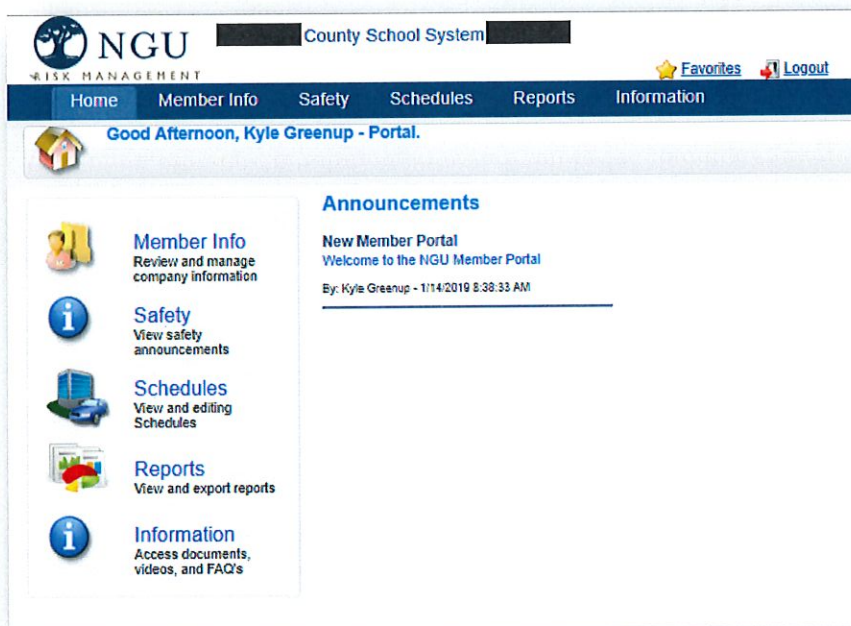 NGU
RISK MANAGEMENT
County School System
Favorites
Logout
Home
Member Info
Safety
Schedules
Reports
Information
Good Afternoon, Kyle Greenup - Portal.
Member Info
Review and manage
company information
Safety
View safety
announcements
Schedules
View and editing
Schedules
Reports
View and export reports
Information
Access documents,
videos, and FAQ's
Announcements
New Member Portal
Welcome to the NGU Member Portal
By: Kyle Greenup - 1/14/2019 8:38:33 AM